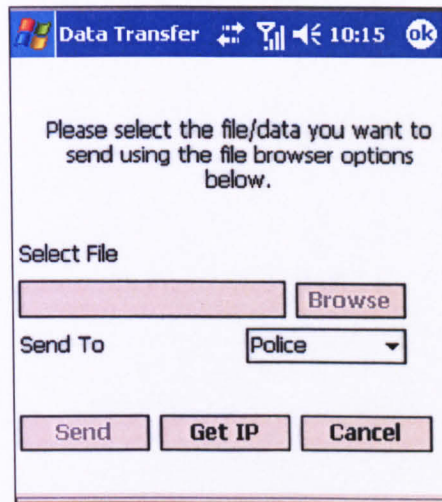 Data Transfer 10:15 ok
Please select the file/data you want to
send using the file browser options
below.
Select File
Browse
Send To Police
Send Get IP Cancel